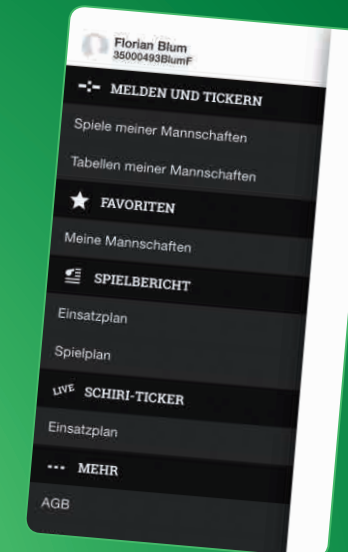 Florian Blum
35000493BlumF
MELDEN UND TICKERN
Spiele meiner Mannschaften
Tabellen meiner Mannschaften
FAVORITEN
Meine Mannschaften
SPIELBERICHT
Einsatzplan
Spielplan
LIVE SCHIRI-TICKER
Einsatzplan
MEHR
AGB